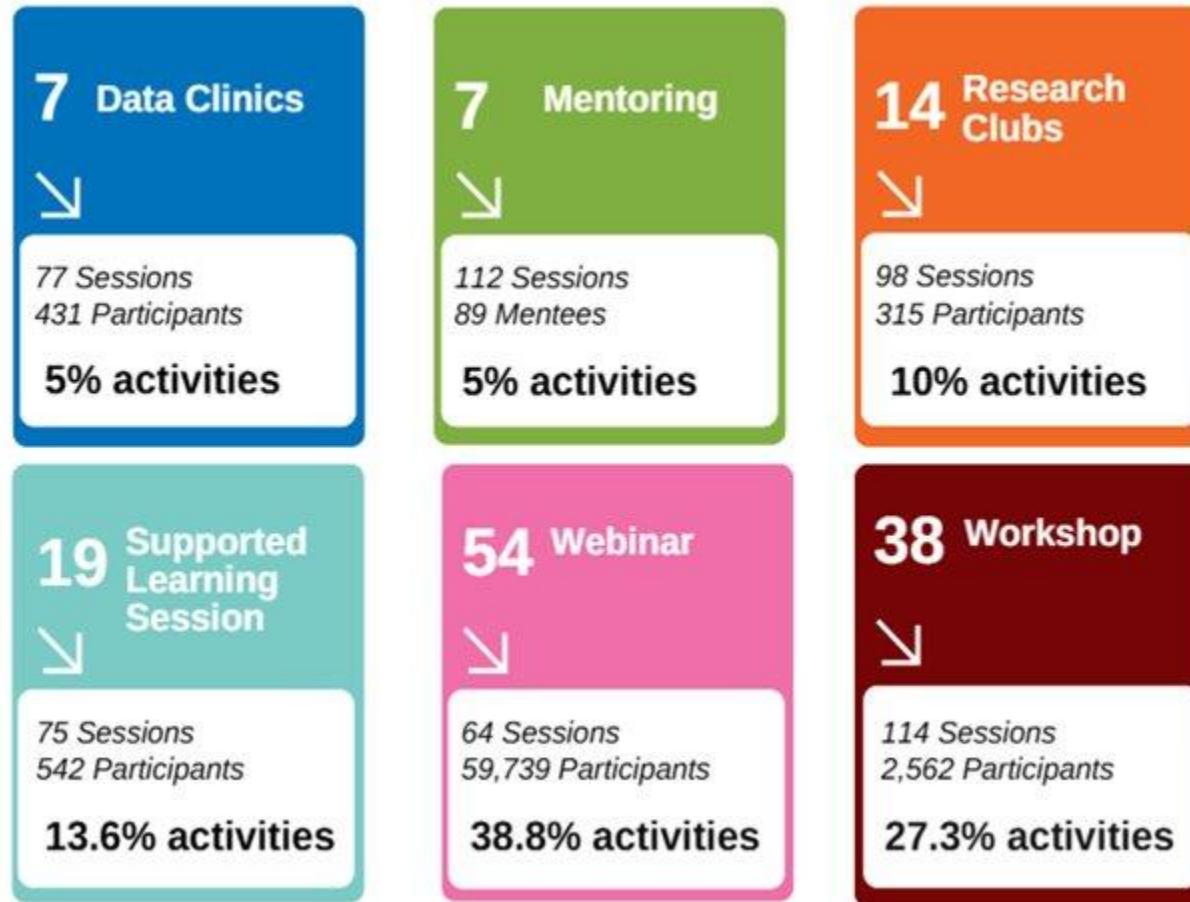 7 Data Clinics
77 Sessions
431 Participants
5% activities
7 Mentoring
112 Sessions
89 Mentees
5% activities
14 Research
Clubs
98 Sessions
315 Participants
10% activities
19 Supported
Learning
Session
75 Sessions
542 Participants
13.6% activities
54 Webinar
64 Sessions
59,739 Participants
38.8% activities
38 Workshop
114 Sessions
2,562 Participants
27.3% activities